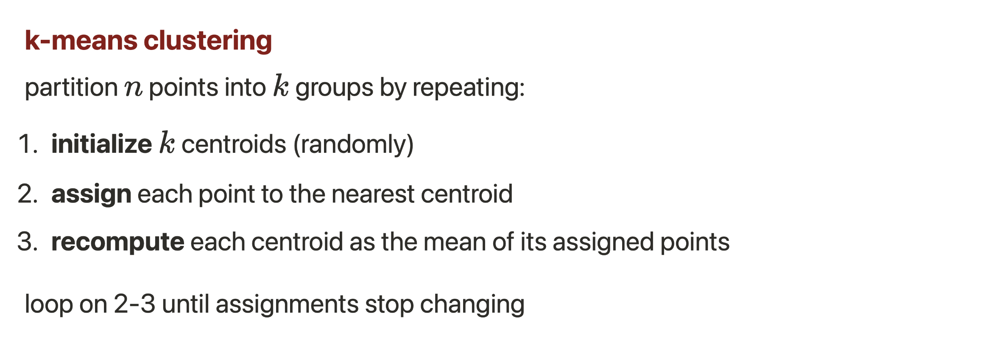 k-means clustering
partition n points into k groups by repeating:
1. initialize k centroids (randomly)
2. assign each point to the nearest centroid
3. recompute each centroid as the mean of its assigned points
loop on 2-3 until assignments stop changing